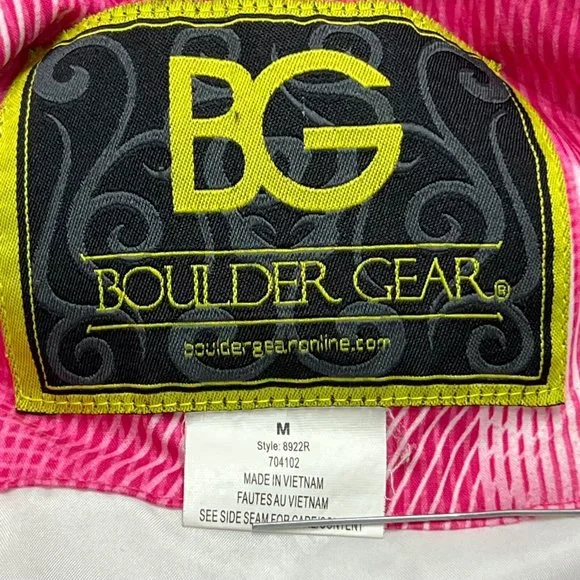 BG
BOULDER GEAR®
bouldergearonline.com
M
Style: 8922R
704102
MADE IN VIETNAM
FAUTES AU VIETNAM
SEE SIDE SEAM FOR CARE/CONTENT